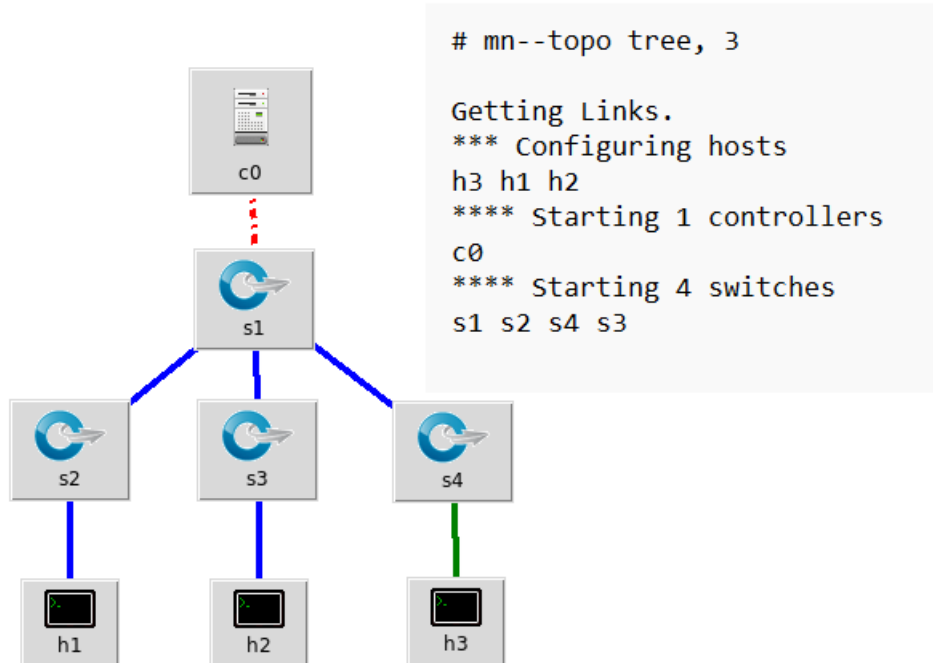 # mn--topo tree, 3
Getting Links.
*** Configuring hosts
h3 h1 h2
**** Starting 1 controllers
c0
**** Starting 4 switches
s1 s2 s4 s3
c0
s1
s2
s3
s4
h1
h2
h3